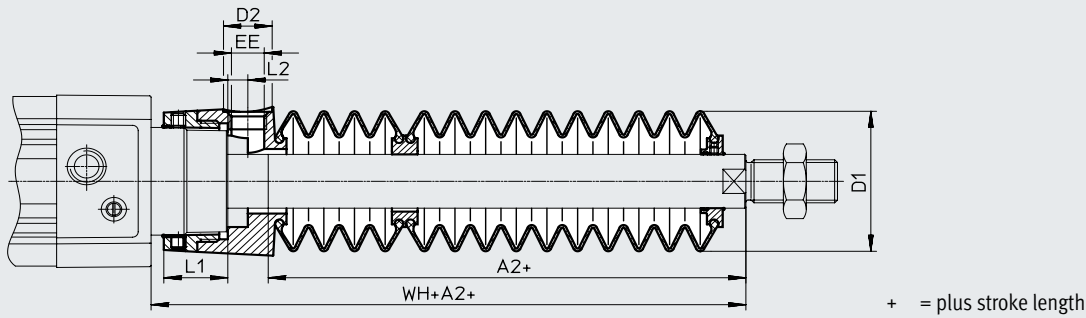 D2
EE
L2
D1
L1
A2+
WH+A2+
+ = plus stroke length